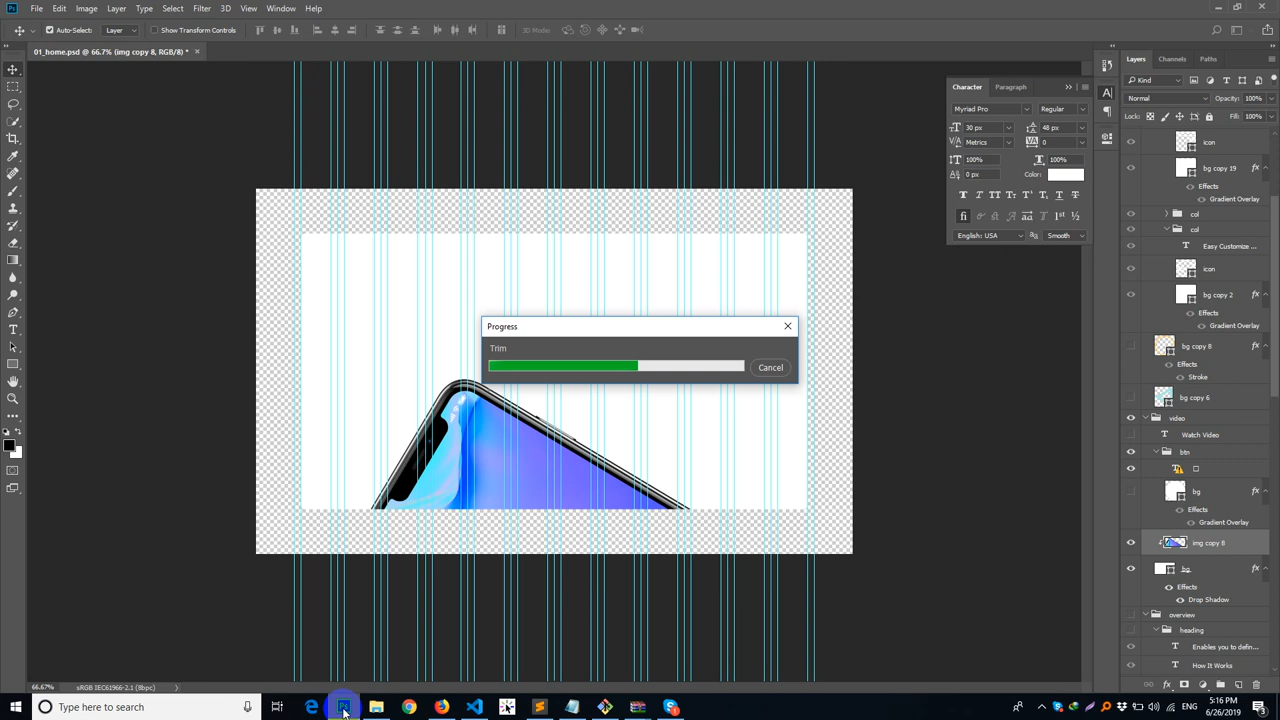 Ps File Edit Image Layer Type Select Filter 3D View Window Help
Auto-Select: Layer Show Transform Controls 3D Mode:
01_home.psd @ 66.7% (img copy 8, RGB/8) *
Layers Channels Paths
Kind
Normal Opacity: 100%
Lock: Fill: 100%
Character Paragraph
Myriad Pro Regular
30 px 48 px
Metrics 0
100% 100%
0 px Color:
English: USA Smooth
icon
bg copy 19
Effects
Gradient Overlay
col
col
Easy Customize ...
icon
bg copy 2
Effects
Gradient Overlay
bg copy 8
Effects
Stroke
bg copy 6
video
Watch Video
btn
bg
Effects
Gradient Overlay
img copy 8
bg
Effects
Drop Shadow
overview
heading
Enables you to defin...
How It Works
Progress
Trim
Cancel
66.67% sRGB IEC61966-2.1 (8bpc)
Type here to search
ENG
5:16 PM
6/26/2019